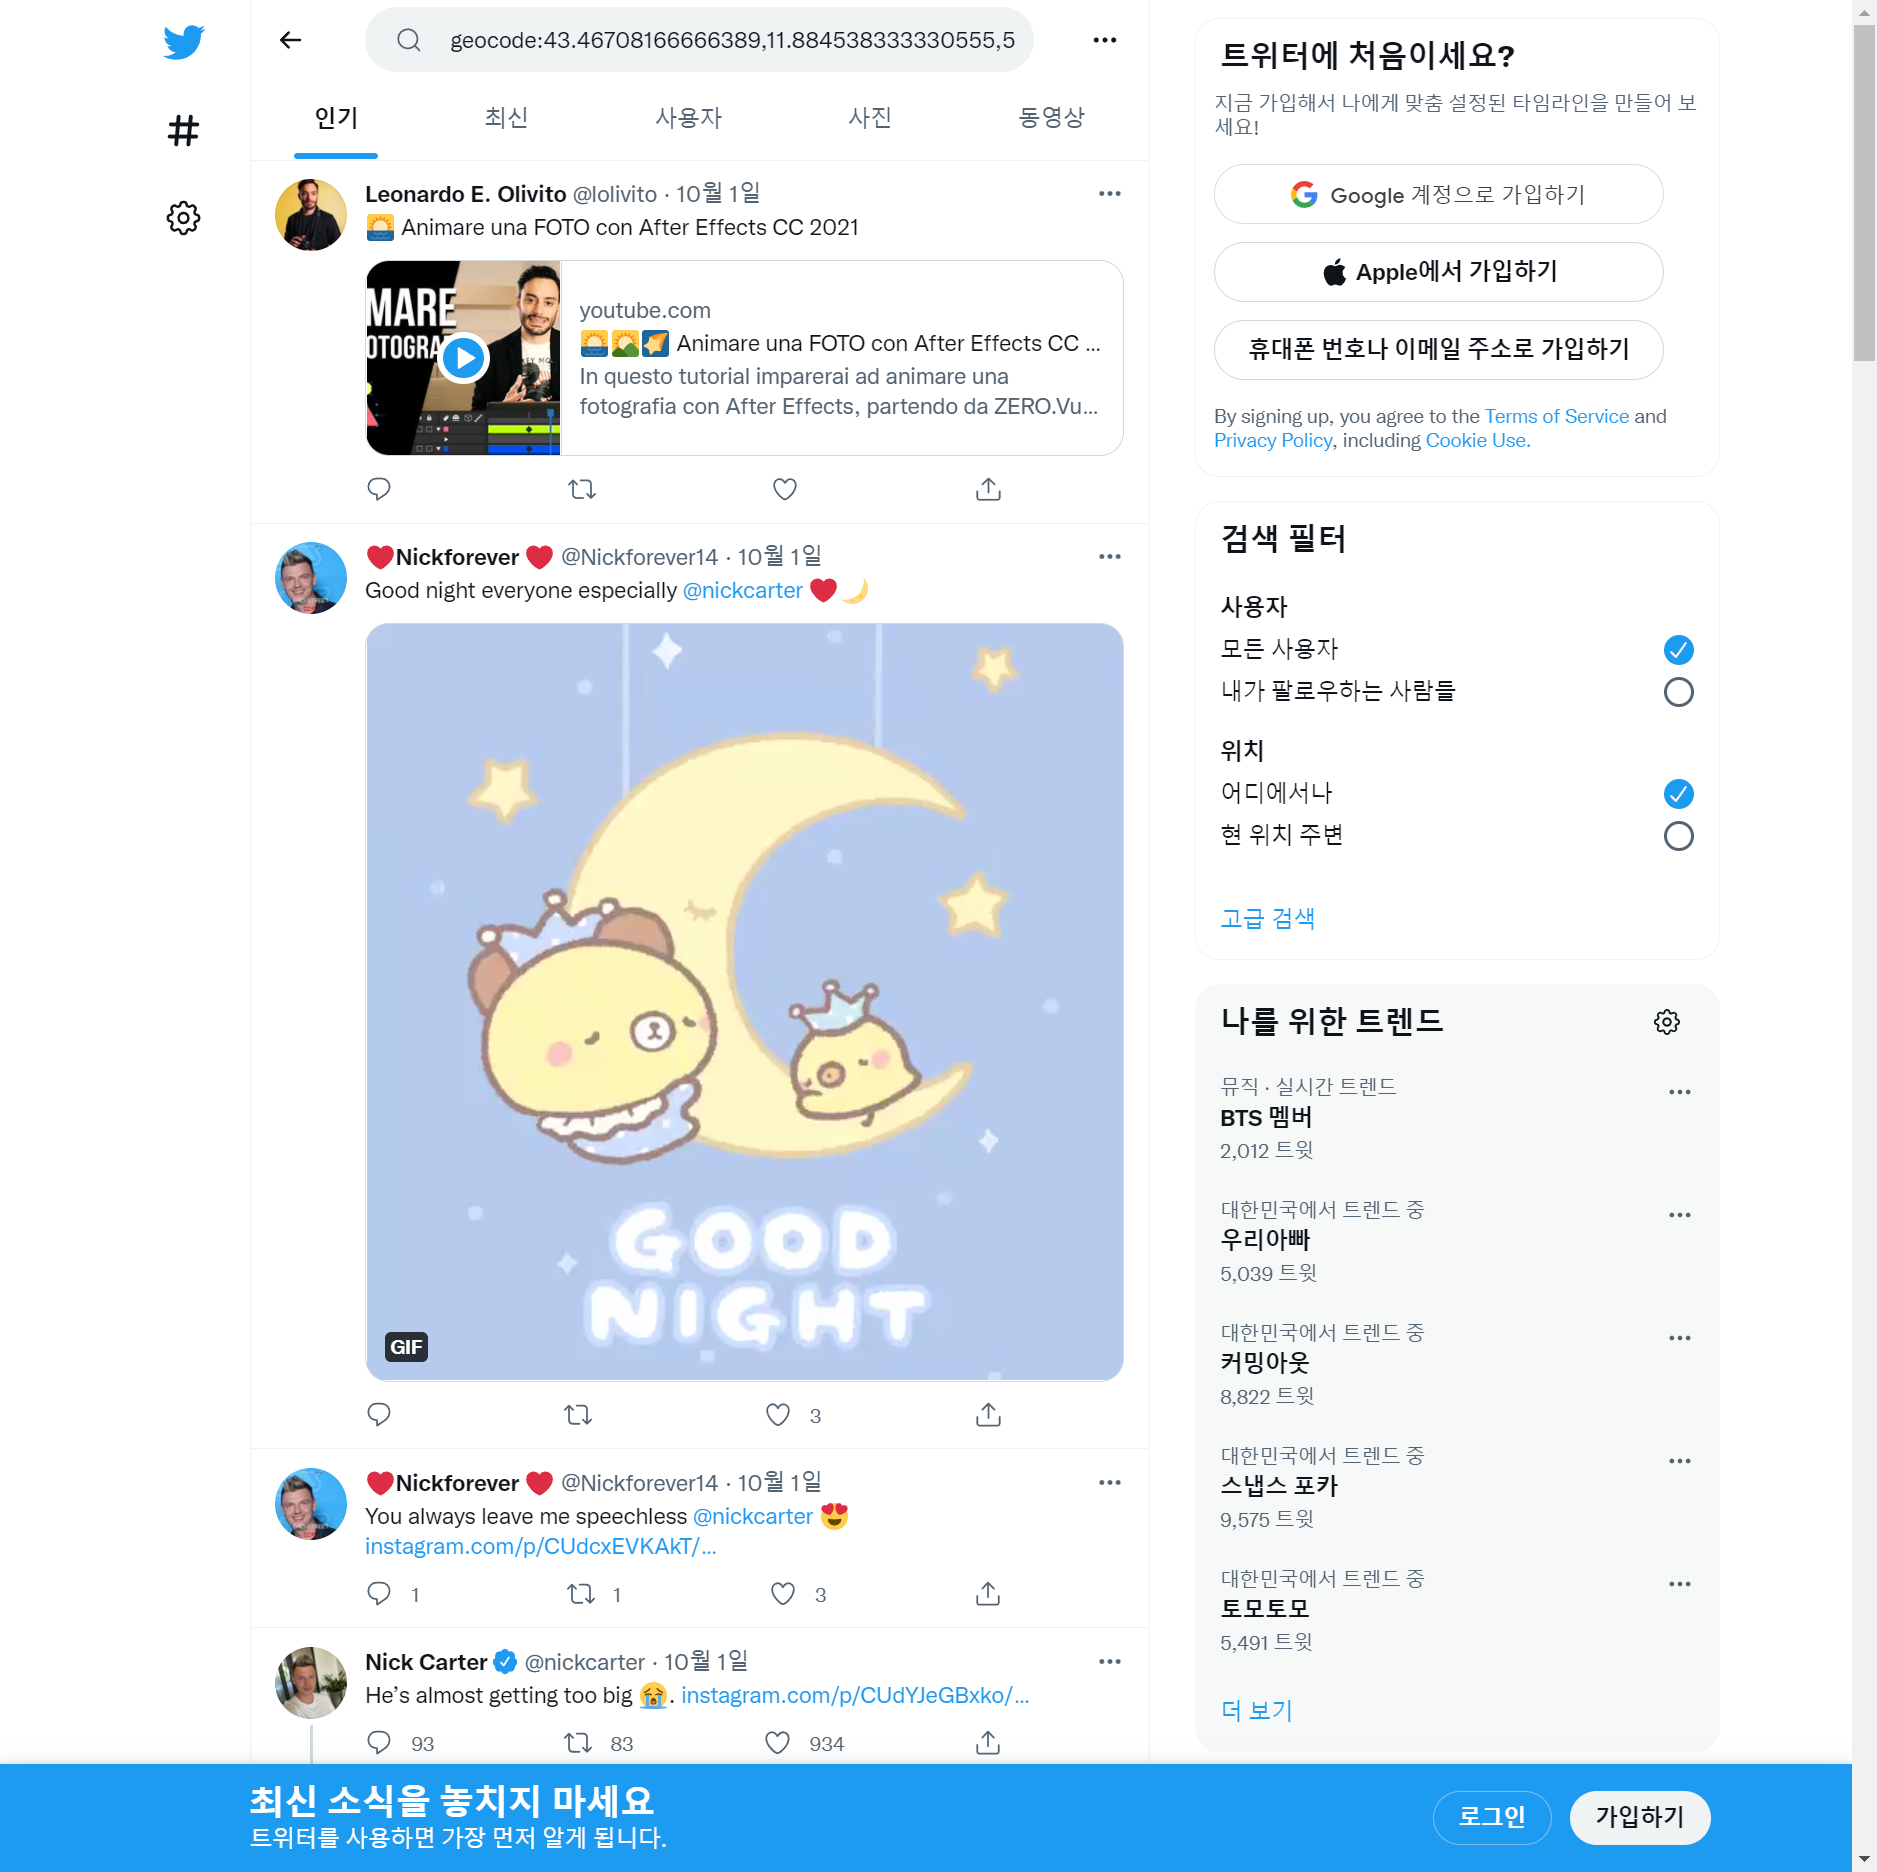 geocode:43.46708166666389,11.884538333330555,5
인기
최신
사용자
사진
동영상
Leonardo E. Olivito @lolivito · 10월 1일
Animare una FOTO con After Effects CC 2021
MARE
OTOGRA
youtube.com
Animare una FOTO con After Effects CC ...
In questo tutorial imparerai ad animare una
fotografia con After Effects, partendo da ZERO.Vu...
Nickforever @Nickforever14 · 10월 1일
Good night everyone especially @nickcarter
GOOD
NIGHT
GIF
3
Nickforever @Nickforever14 · 10월 1일
You always leave me speechless @nickcarter
instagram.com/p/CUdcxEVKAkT/...
1
1
3
Nick Carter @nickcarter · 10월 1일
He's almost getting too big . instagram.com/p/CUdYJeGBxko/...
93
83
934
트위터에 처음이세요?
지금 가입해서 나에게 맞춤 설정된 타임라인을 만들어 보
세요!
Google 계정으로 가입하기
Apple에서 가입하기
휴대폰 번호나 이메일 주소로 가입하기
By signing up, you agree to the Terms of Service and
Privacy Policy, including Cookie Use.
검색 필터
사용자
모든 사용자
내가 팔로우하는 사람들
위치
어디에서나
현 위치 주변
고급 검색
나를 위한 트렌드
뮤직 · 실시간 트렌드
BTS 멤버
2,012 트윗
대한민국에서 트렌드 중
우리아빠
5,039 트윗
대한민국에서 트렌드 중
커밍아웃
8,822 트윗
대한민국에서 트렌드 중
스냅스 포카
9,575 트윗
대한민국에서 트렌드 중
토모토모
5,491 트윗
더 보기
최신 소식을 놓치지 마세요
트위터를 사용하면 가장 먼저 알게 됩니다.
로그인
가입하기